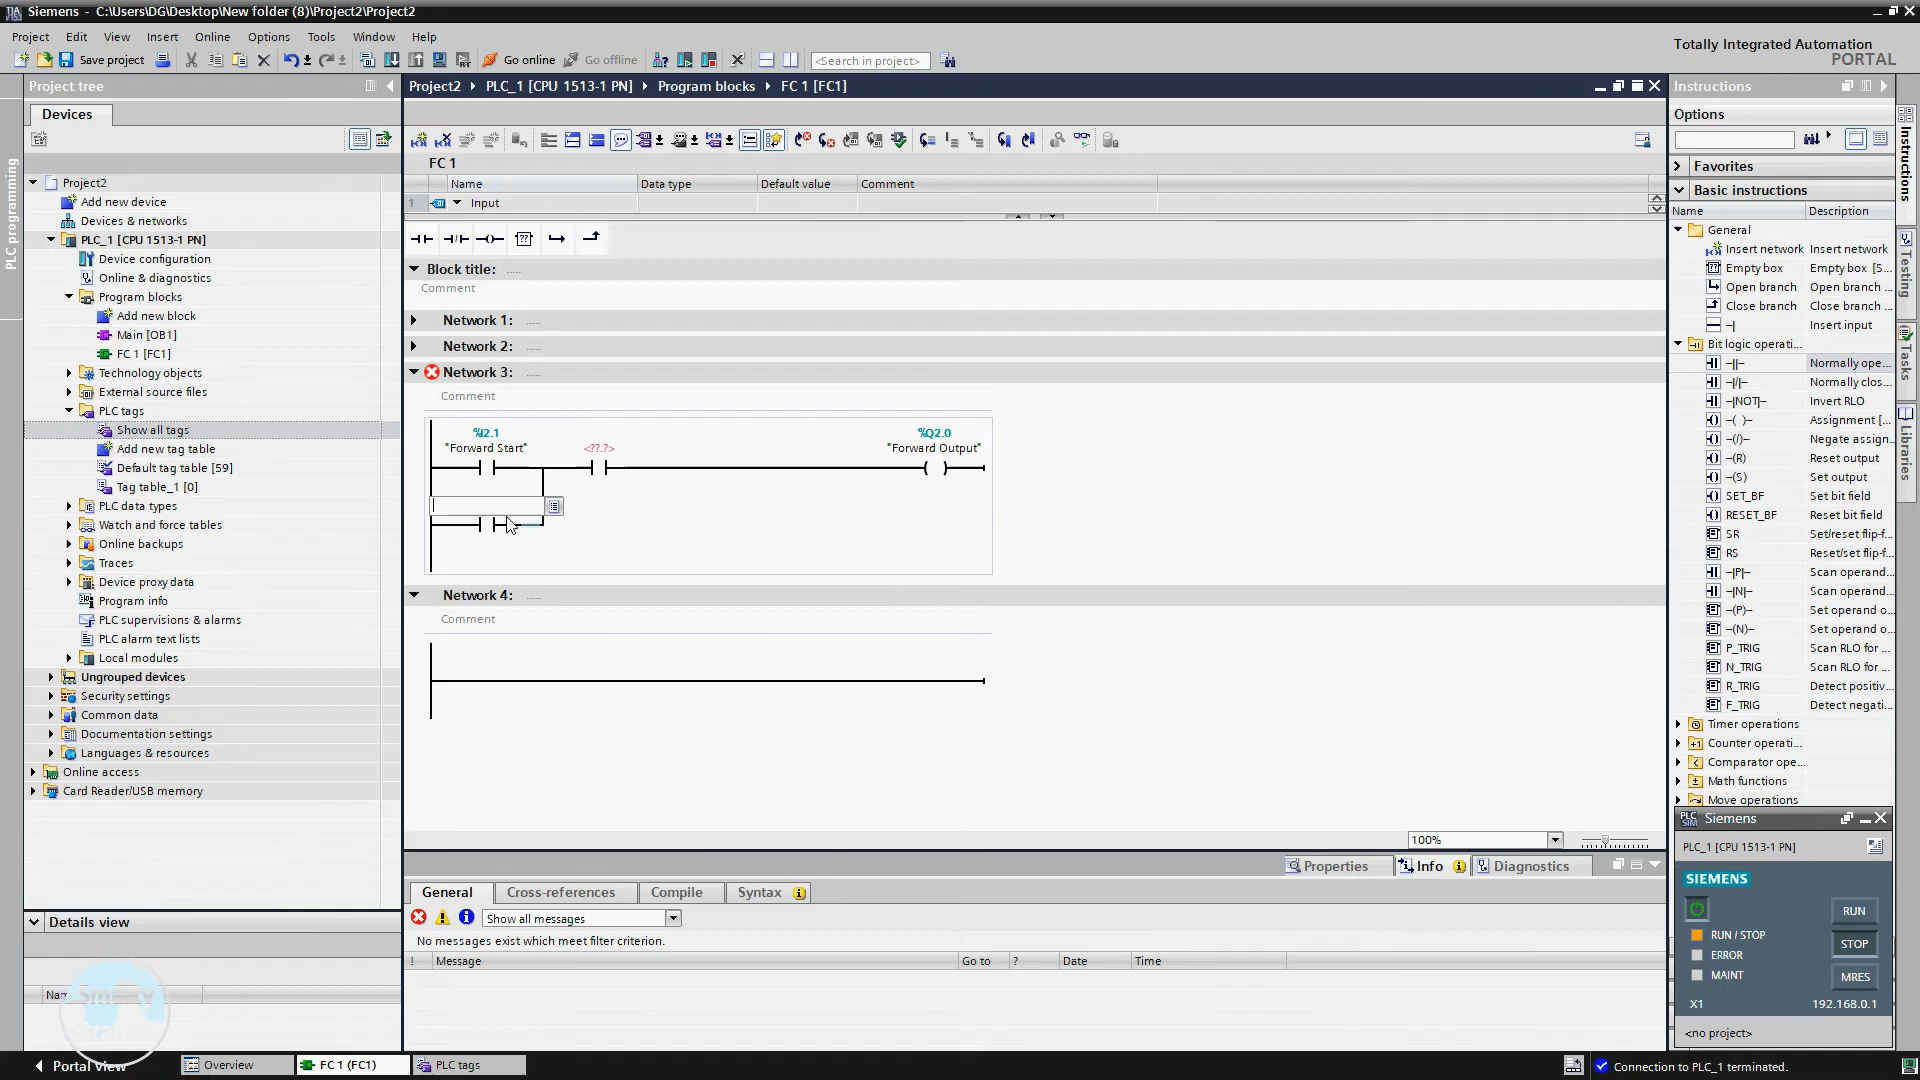 Siemens - C:\Users\DG\Desktop\New folder (8)\Project2\Project2
Project Edit View Insert Online Options Tools Window Help
Totally Integrated Automation
PORTAL
Save project Go online Go offline <Search in project>
Project tree
Project2 PLC_1 [CPU 1513-1 PN] Program blocks FC 1 [FC1]
Instructions
Devices
Options
PLC programming
FC 1
Name Data type Default value Comment
1 Input
Favorites
Basic instructions
Name Description
Project2
Add new device
Devices & networks
PLC_1 [CPU 1513-1 PN]
Device configuration
Online & diagnostics
Program blocks
Add new block
Main [OB1]
FC 1 [FC1]
Technology objects
External source files
PLC tags
Show all tags
Add new tag table
Default tag table [59]
Tag table_1 [0]
PLC data types
Watch and force tables
Online backups
Traces
Device proxy data
Program info
PLC supervisions & alarms
PLC alarm text lists
Local modules
Ungrouped devices
Security settings
Common data
Documentation settings
Languages & resources
Online access
Card Reader/USB memory
Block title: .....
Comment
Network 1: .....
Network 2: .....
Network 3: .....
Comment
%I2.1 %Q2.0
"Forward Start" <??.?> "Forward Output"
Network 4: .....
Comment
100%
General
Insert network Insert network
Empty box Empty box [S...
Open branch Open branch ...
Close branch Close branch ...
–| Insert input
Bit logic operati...
–||– Normally ope...
–|/|– Normally clos...
–|NOT|– Invert RLO
–( )– Assignment [...
–(/)– Negate assign...
–(R) Reset output
–(S) Set output
SET_BF Set bit field
RESET_BF Reset bit field
SR Set/reset flip-f...
RS Reset/set flip-f...
–|P|– Scan operand...
–|N|– Scan operand...
–(P)– Set operand o...
–(N)– Set operand o...
P_TRIG Scan RLO for ...
N_TRIG Scan RLO for ...
R_TRIG Detect positiv...
F_TRIG Detect negati...
Timer operations
Counter operati...
Comparator ope...
Math functions
Move operations
Instructions
Testing
Tasks
Libraries
Properties Info Diagnostics
General Cross-references Compile Syntax
Show all messages
No messages exist which meet filter criterion.
! Message Go to ? Date Time
Details view
Siemens
PLC_1 [CPU 1513-1 PN]
SIEMENS
RUN
RUN / STOP
STOP
ERROR
MAINT
MRES
X1 192.168.0.1
<no project>
Portal view Overview FC 1 (FC1) PLC tags Connection to PLC_1 terminated.